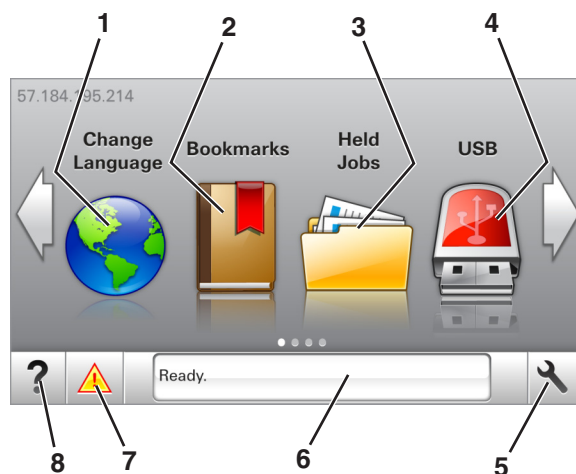 1 2 3 4
57.184.195.214
Change
Language
Bookmarks
Held
Jobs
USB
?
Ready.
8 7 6 5